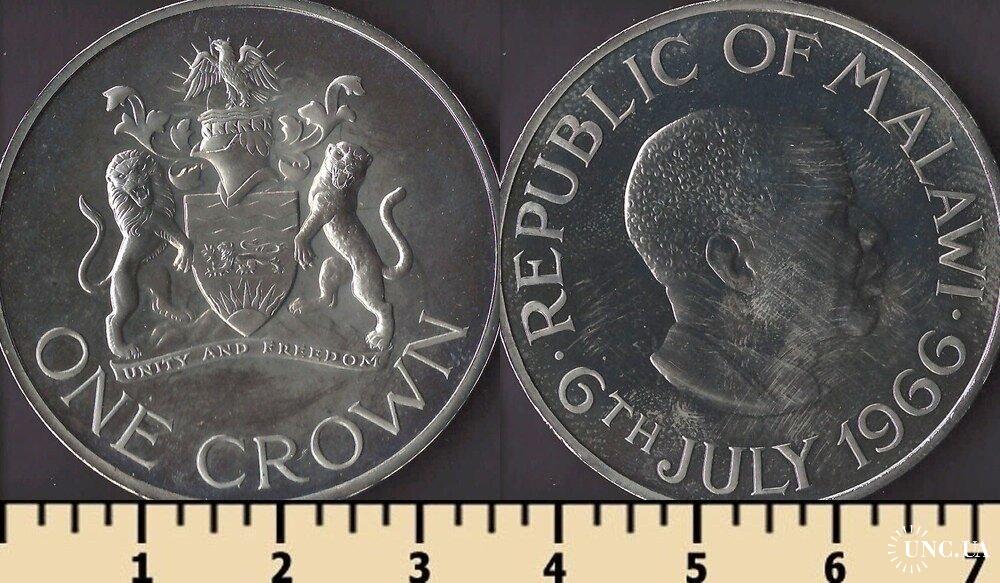 UNITY AND FREEDOM
ONE CROWN
REPUBLIC OF MALAWI
· 6TH JULY 1966 ·
1 2 3 4 5 6 7
UNC.UA